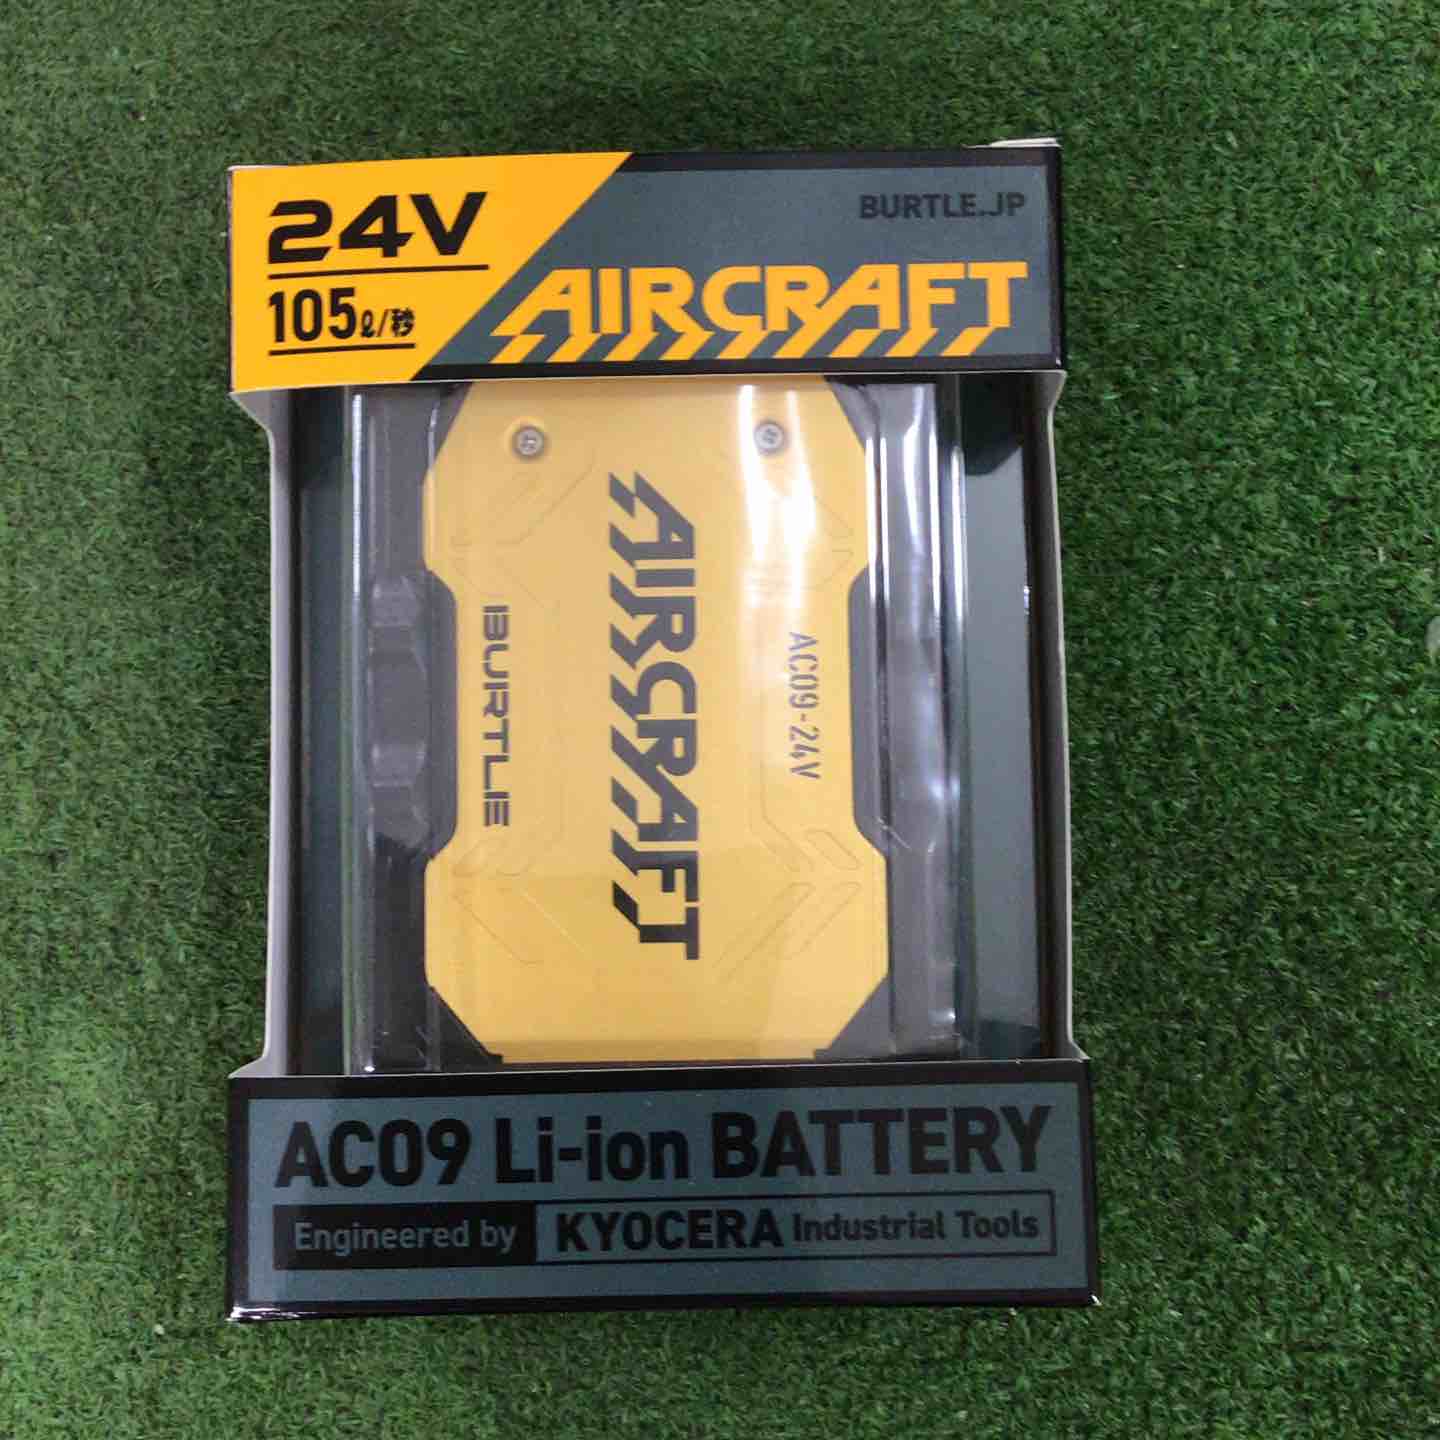 24V
105ℓ/秒
BURTLE.JP
AIRCRAFT
AIRCRAFT
BURTLE
AC09-24V
AC09 Li-ion BATTERY
Engineered by KYOCERA Industrial Tools